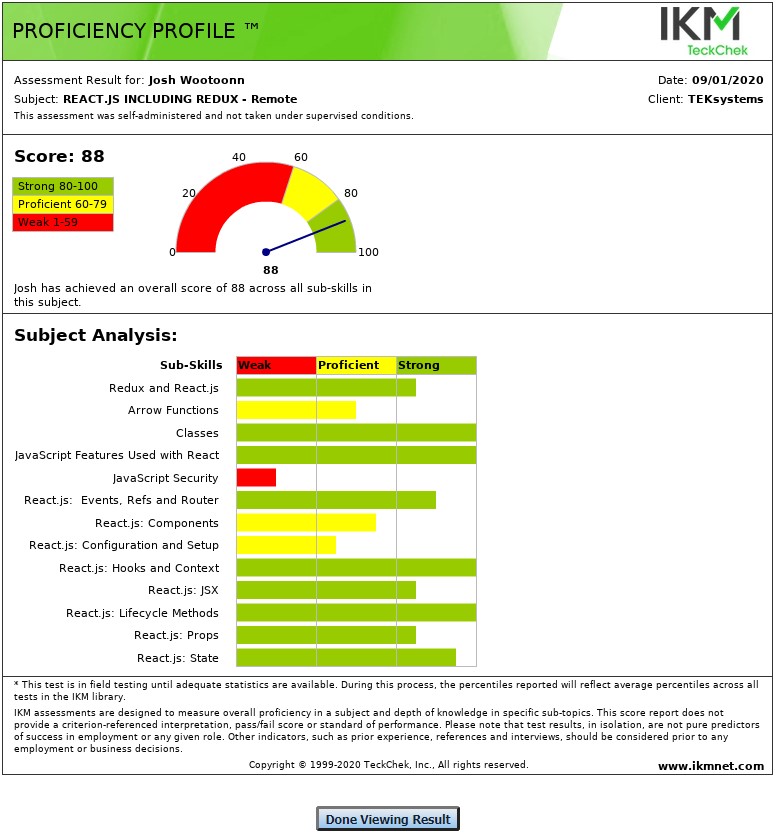 PROFICIENCY PROFILE ™
IKM
TeckChek
Assessment Result for: Josh Wootoonn
Date: 09/01/2020
Subject: REACT.JS INCLUDING REDUX - Remote
Client: TEKsystems
This assessment was self-administered and not taken under supervised conditions.
Score: 88
Strong 80-100
Proficient 60-79
Weak 1-59
0
20
40
60
80
100
88
Josh has achieved an overall score of 88 across all sub-skills in
this subject.
Subject Analysis:
Sub-Skills Weak Proficient Strong
Redux and React.js
Arrow Functions
Classes
JavaScript Features Used with React
JavaScript Security
React.js:  Events, Refs and Router
React.js: Components
React.js: Configuration and Setup
React.js: Hooks and Context
React.js: JSX
React.js: Lifecycle Methods
React.js: Props
React.js: State
* This test is in field testing until adequate statistics are available. During this process, the percentiles reported will reflect average percentiles across all
tests in the IKM library.
IKM assessments are designed to measure overall proficiency in a subject and depth of knowledge in specific sub-topics. This score report does not
provide a criterion-referenced interpretation, pass/fail score or standard of performance. Please note that test results, in isolation, are not pure predictors
of success in employment or any given role. Other indicators, such as prior experience, references and interviews, should be considered prior to any
employment or business decisions.
Copyright © 1999-2020 TeckChek, Inc., All rights reserved.
www.ikmnet.com
Done Viewing Result